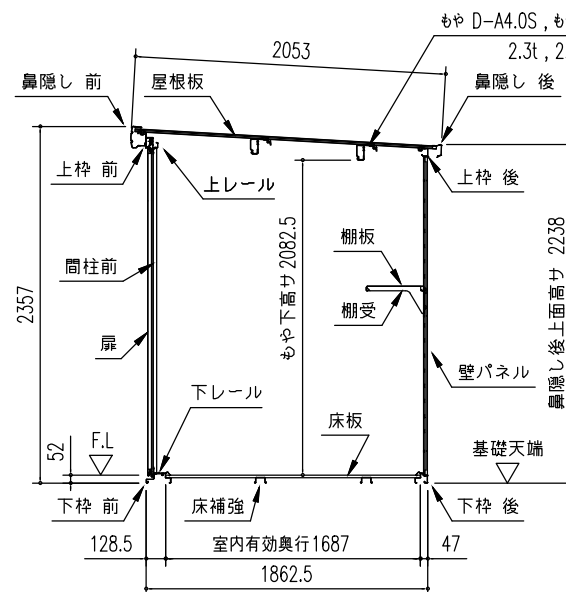 もや D-A4.0S , も
2.3t , 2
2053
鼻隠し 前
屋根板
鼻隠し 後
上枠 前
上レール
上枠 後
間柱前
もや下高サ 2082.5
棚板
棚受
鼻隠し後上面高サ 2238
2357
扉
壁パネル
下レール
床板
52
F.L
基礎天端
下枠 前
床補強
下枠 後
128.5
室内有効奥行1687
47
1862.5